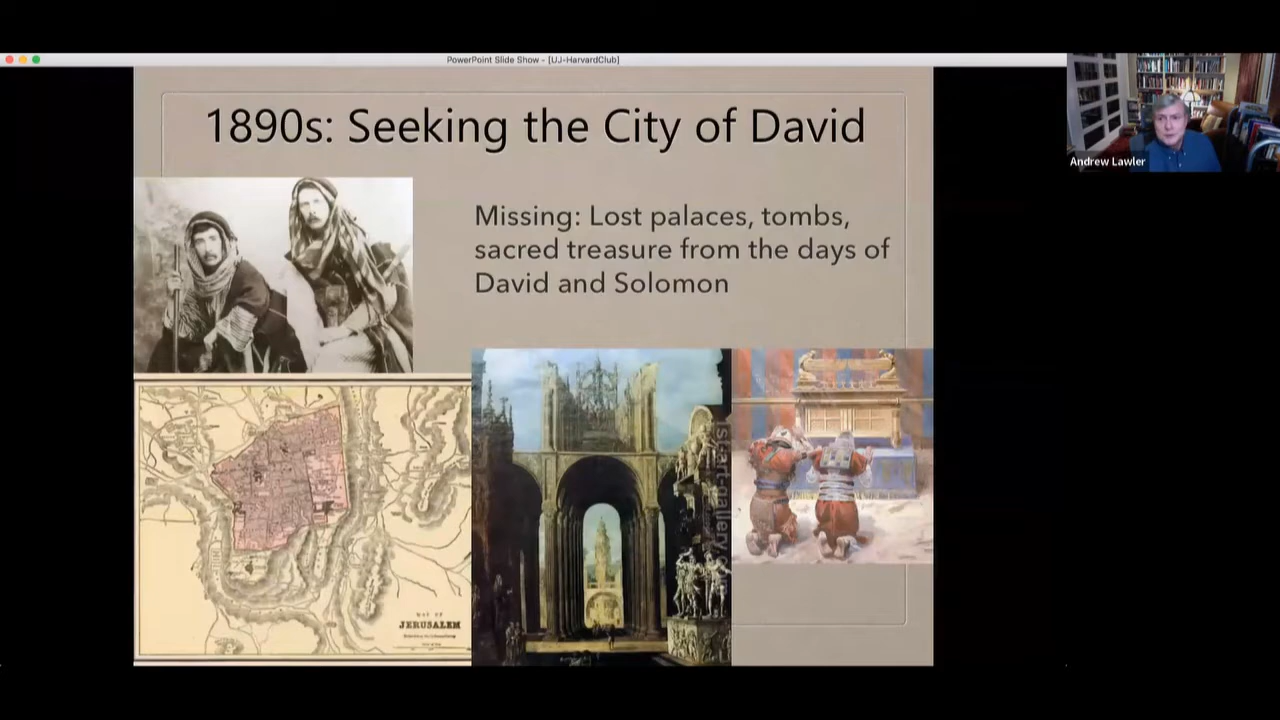 PowerPoint Slide Show - [UJ-HarvardClub]
1890s: Seeking the City of David
Missing: Lost palaces, tombs,
sacred treasure from the days of
David and Solomon
Andrew Lawler
MAP OF
JERUSALEM